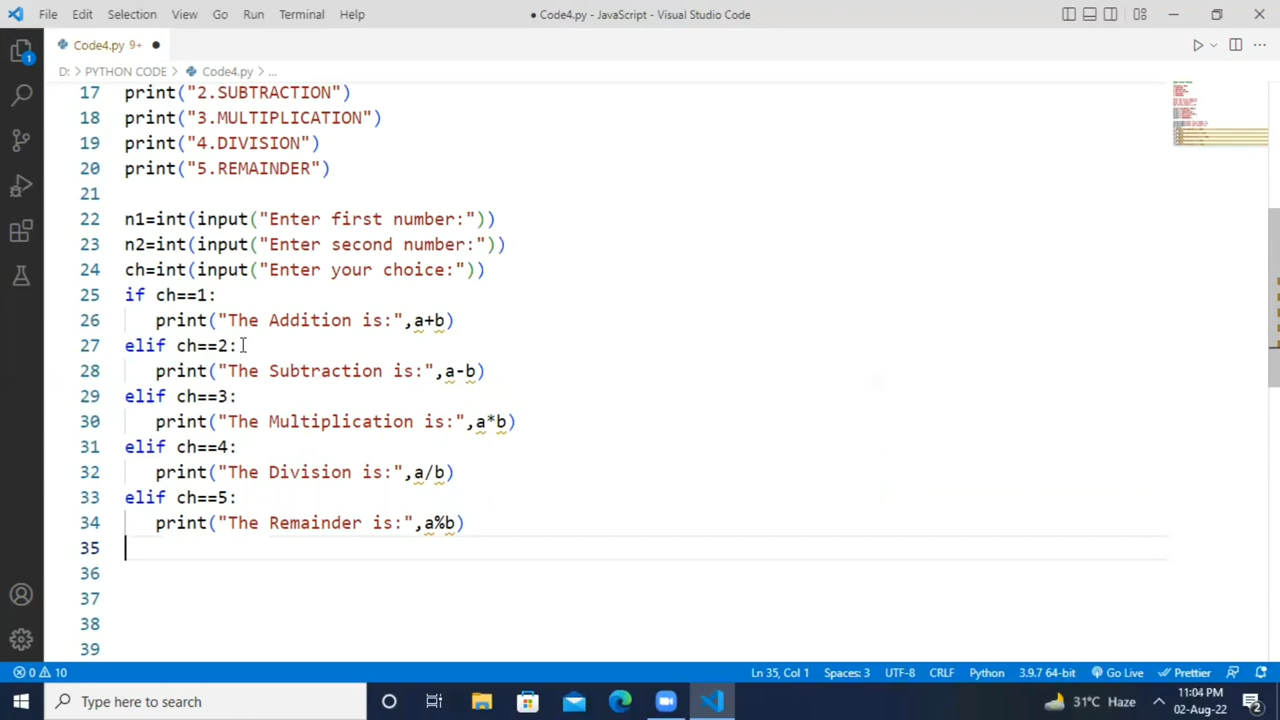 File Edit Selection View Go Run Terminal Help ● Code4.py - JavaScript - Visual Studio Code
Code4.py 9+ ●
D: > PYTHON CODE > Code4.py > ...
17 print("2.SUBTRACTION")
18 print("3.MULTIPLICATION")
19 print("4.DIVISION")
20 print("5.REMAINDER")
21
22 n1=int(input("Enter first number:"))
23 n2=int(input("Enter second number:"))
24 ch=int(input("Enter your choice:"))
25 if ch==1:
26 print("The Addition is:",a+b)
27 elif ch==2:
28 print("The Subtraction is:",a-b)
29 elif ch==3:
30 print("The Multiplication is:",a*b)
31 elif ch==4:
32 print("The Division is:",a/b)
33 elif ch==5:
34 print("The Remainder is:",a%b)
35
36
37
38
39
1
0 10 Ln 35, Col 1 Spaces: 3 UTF-8 CRLF Python 3.9.7 64-bit Go Live Prettier
Type here to search 31°C Haze 11:04 PM
02-Aug-22 2